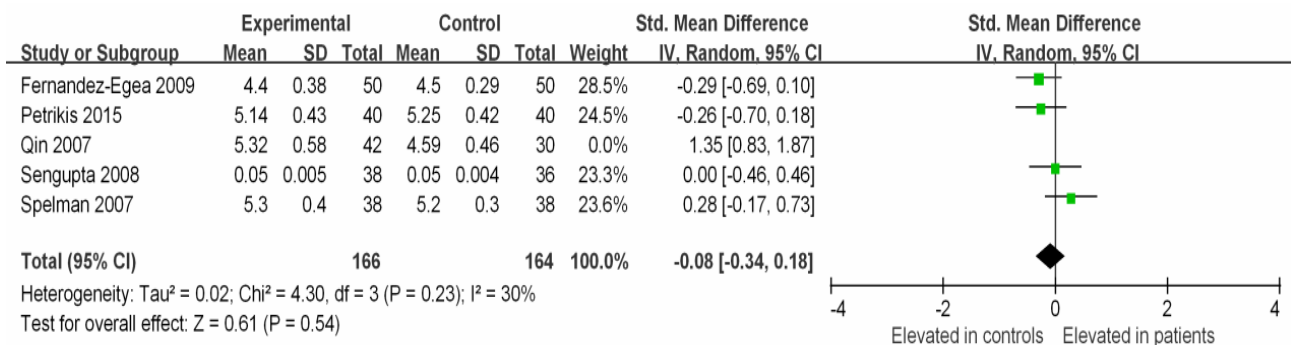 Experimental Control Std. Mean Difference Std. Mean Difference
Study or Subgroup Mean SD Total Mean SD Total Weight IV, Random, 95% CI IV, Random, 95% CI
Fernandez-Egea 2009 4.4 0.38 50 4.5 0.29 50 28.5% -0.29 [-0.69, 0.10]
Petrikis 2015 5.14 0.43 40 5.25 0.42 40 24.5% -0.26 [-0.70, 0.18]
Qin 2007 5.32 0.58 42 4.59 0.46 30 0.0% 1.35 [0.83, 1.87]
Sengupta 2008 0.05 0.005 38 0.05 0.004 36 23.3% 0.00 [-0.46, 0.46]
Spelman 2007 5.3 0.4 38 5.2 0.3 38 23.6% 0.28 [-0.17, 0.73]
Total (95% CI) 166 164 100.0% -0.08 [-0.34, 0.18]
Heterogeneity: Tau² = 0.02; Chi² = 4.30, df = 3 (P = 0.23); I² = 30%
Test for overall effect: Z = 0.61 (P = 0.54)
-4 -2 0 2 4
Elevated in controls Elevated in patients